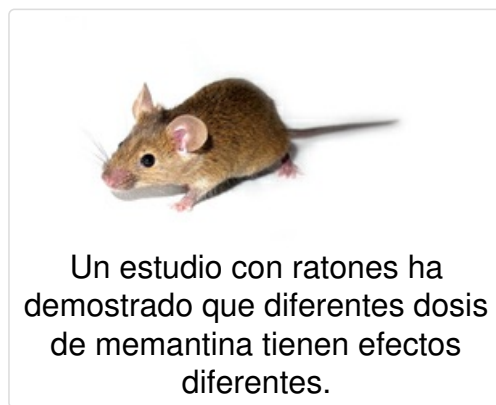 Un estudio con ratones ha
demostrado que diferentes dosis
de memantina tienen efectos
diferentes.